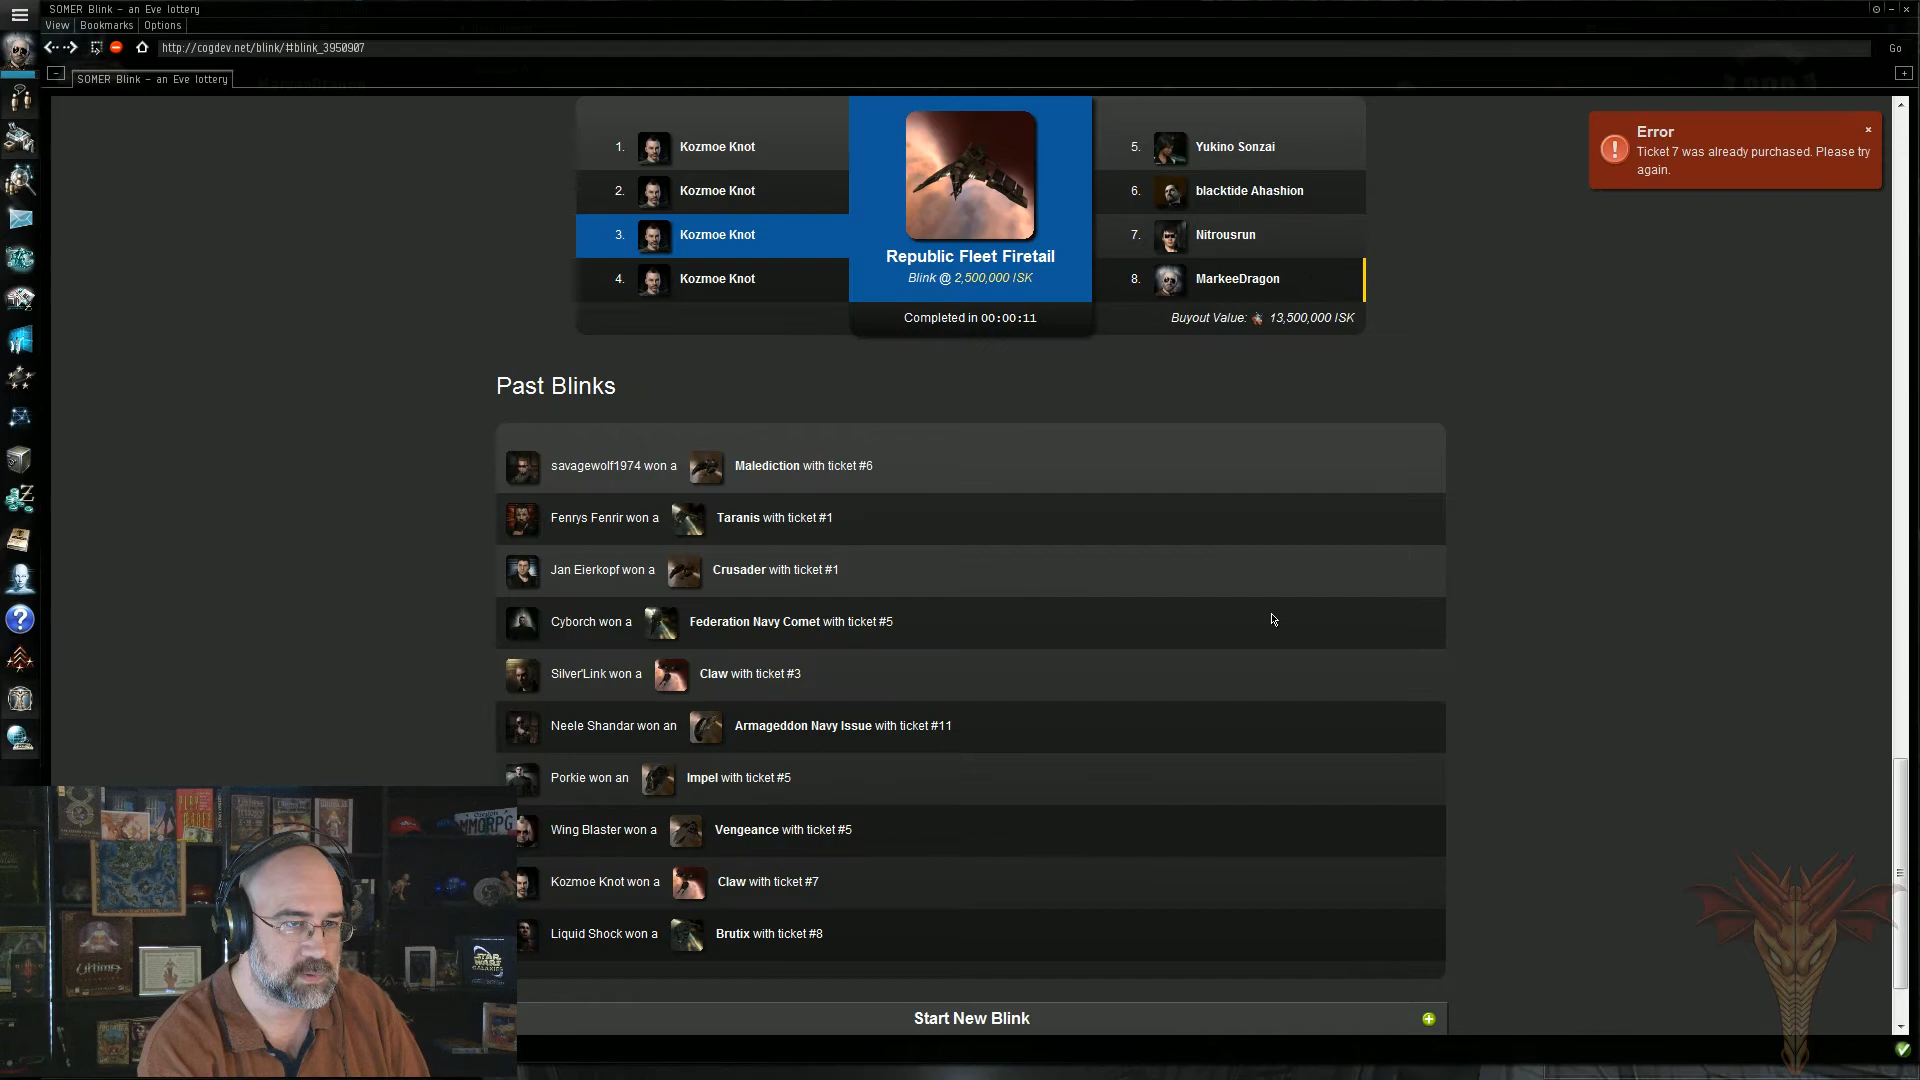 SOMER Blink – an Eve lottery
View Bookmarks Options
http://cogdev.net/blink/#blink_3950907
Go
SOMER Blink – an Eve lottery
1. Kozmoe Knot
2. Kozmoe Knot
3. Kozmoe Knot
4. Kozmoe Knot
Republic Fleet Firetail
Blink @ 2,500,000 ISK
Completed in 00:00:11
5. Yukino Sonzai
6. blacktide Ahashion
7. Nitrousrun
8. MarkeeDragon
Buyout Value: 13,500,000 ISK
Error
Ticket 7 was already purchased. Please try
again.
Past Blinks
savagewolf1974 won a Malediction with ticket #6
Fenrys Fenrir won a Taranis with ticket #1
Jan Eierkopf won a Crusader with ticket #1
Cyborch won a Federation Navy Comet with ticket #5
Silver'Link won a Claw with ticket #3
Neele Shandar won an Armageddon Navy Issue with ticket #11
Porkie won an Impel with ticket #5
Wing Blaster won a Vengeance with ticket #5
Kozmoe Knot won a Claw with ticket #7
Liquid Shock won a Brutix with ticket #8
Start New Blink
MMORPG
Ultima
STAR WARS
GALAXIES